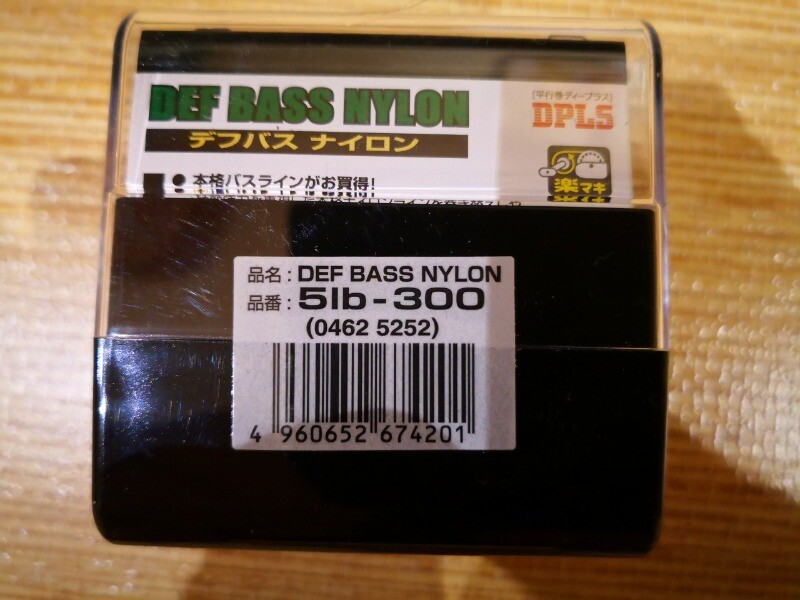 DEF BASS NYLON
デフバス ナイロン
[平行巻ディープラス]
DPLS
本格バスラインがお買得!
楽マキ
品名:DEF BASS NYLON
品番:5lb-300
(0462 5252)
4 960652 674201